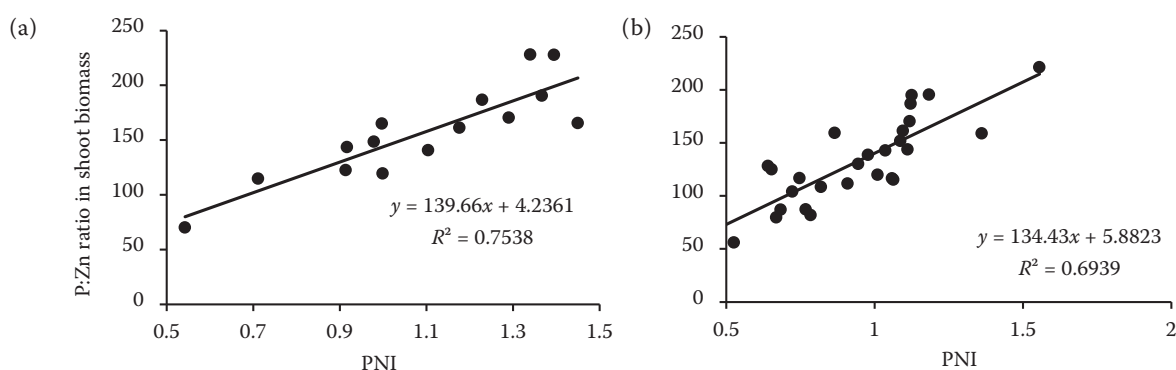 (a)
P:Zn ratio in shoot biomass
250
200
150
100
50
0
y = 139.66x + 4.2361
R² = 0.7538
0.5 0.7 0.9 1.1 1.3 1.5
PNI
(b)
250
200
150
100
50
0
y = 134.43x + 5.8823
R² = 0.6939
0.5 1 1.5 2
PNI